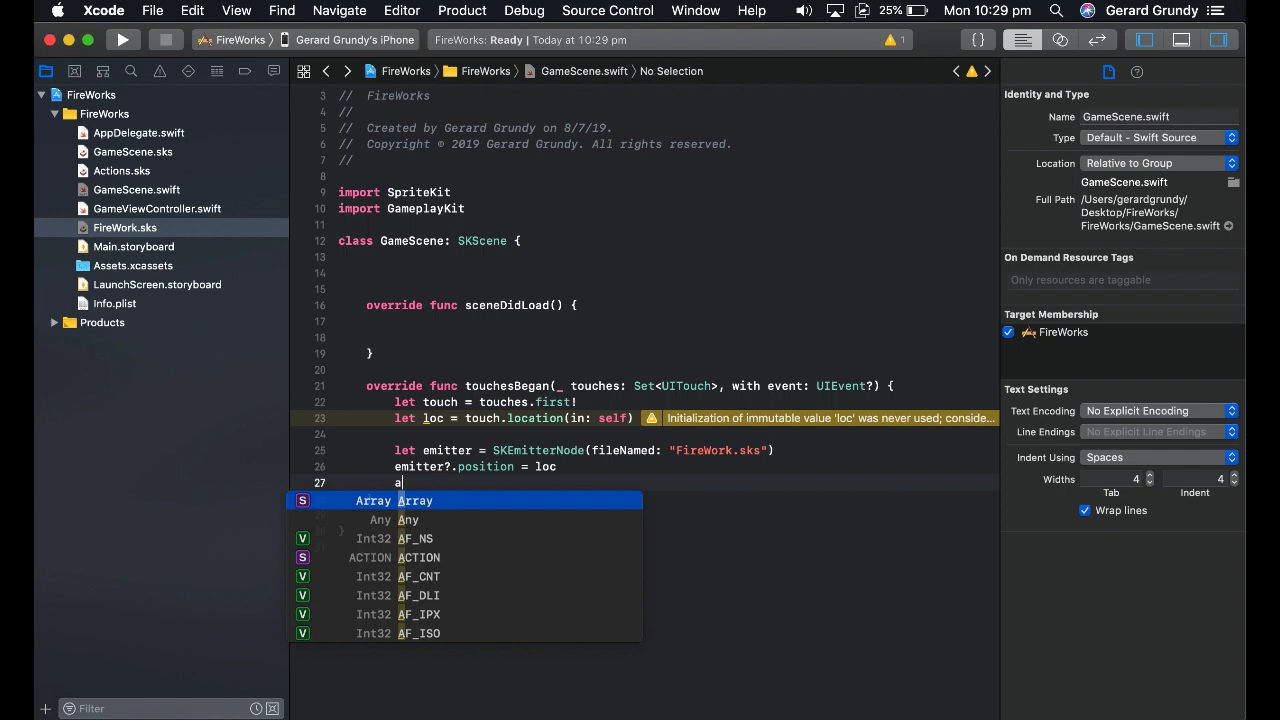 Xcode File Edit View Find Navigate Editor Product Debug Source Control Window Help 25% Mon 10:29 pm Gerard Grundy
FireWorks Gerard Grundy's iPhone FireWorks: Ready | Today at 10:29 pm 1
FireWorks FireWorks GameScene.swift No Selection
FireWorks
FireWorks
AppDelegate.swift
GameScene.sks
Actions.sks
GameScene.swift
GameViewController.swift
FireWork.sks
Main.storyboard
Assets.xcassets
LaunchScreen.storyboard
Info.plist
Products
Filter
3 // FireWorks
4 //
5 // Created by Gerard Grundy on 8/7/19.
6 // Copyright © 2019 Gerard Grundy. All rights reserved.
7 //
8
9 import SpriteKit
10 import GameplayKit
11
12 class GameScene: SKScene {
13
14
15
16 override func sceneDidLoad() {
17
18
19 }
20
21 override func touchesBegan(_ touches: Set<UITouch>, with event: UIEvent?) {
22 let touch = touches.first!
23 let loc = touch.location(in: self) Initialization of immutable value 'loc' was never used; conside...
24
25 let emitter = SKEmitterNode(fileNamed: "FireWork.sks")
26 emitter?.position = loc
27 a
S Array Array
Any Any
V Int32 AF_NS
S ACTION ACTION
V Int32 AF_CNT
V Int32 AF_DLI
V Int32 AF_IPX
V Int32 AF_ISO
}
Identity and Type
Name GameScene.swift
Type Default - Swift Source
Location Relative to Group
GameScene.swift
Full Path /Users/gerardgrundy/
Desktop/FireWorks/
FireWorks/GameScene.swift
On Demand Resource Tags
Only resources are taggable
Target Membership
FireWorks
Text Settings
Text Encoding No Explicit Encoding
Line Endings No Explicit Line Endings
Indent Using Spaces
Widths 4 4
Tab Indent
Wrap lines